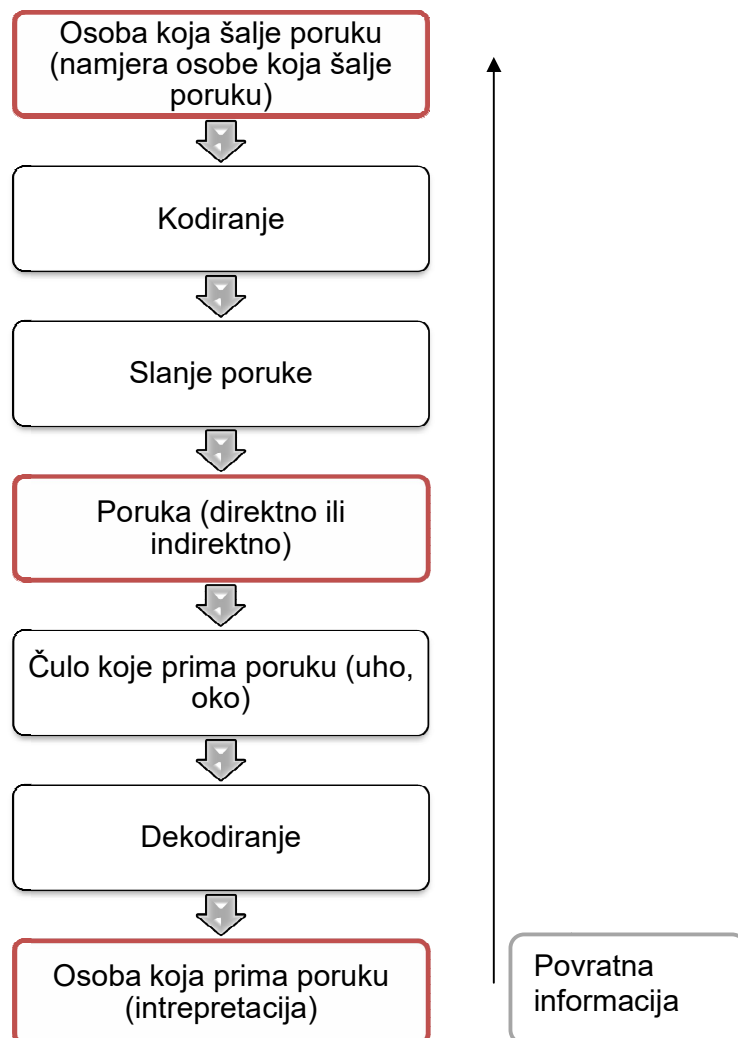 Osoba koja šalje poruku
(namjera osobe koja šalje
poruku)
Kodiranje
Slanje poruke
Poruka (direktno ili
indirektno)
Čulo koje prima poruku (uho,
oko)
Dekodiranje
Osoba koja prima poruku
(intrepretacija)
Povratna
informacija